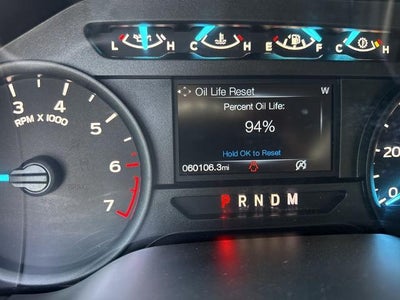 L H C H E F C H
Oil Life Reset W
Percent Oil Life:
94%
Hold OK to Reset
060106.3mi
P R N D M
3 4
RPM X 1000
5
6
7
20
0